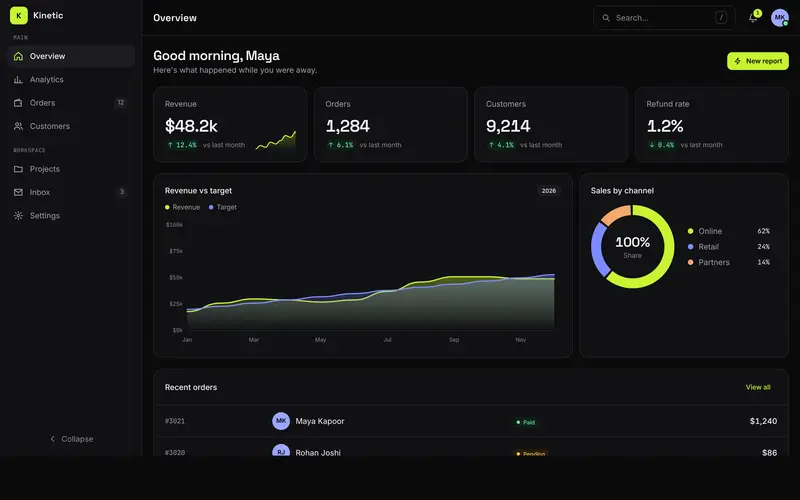 K Kinetic
MAIN
Overview
Analytics
Orders 12
Customers
WORKSPACE
Projects
Inbox 3
Settings
Collapse
Overview
Search... /
1
MK
Good morning, Maya
Here's what happened while you were away.
New report
Revenue
$48.2k
↑ 12.4% vs last month
Orders
1,284
↑ 6.1% vs last month
Customers
9,214
↑ 4.1% vs last month
Refund rate
1.2%
↓ 0.4% vs last month
Revenue vs target
2026
Revenue Target
$100k
$75k
$50k
$25k
$0k
Jan Mar May Jul Sep Nov
Sales by channel
100%
Share
Online 62%
Retail 24%
Partners 14%
Recent orders
View all
#3021 MK Maya Kapoor Paid $1,240
#3020 RJ Rohan Joshi Pending $86